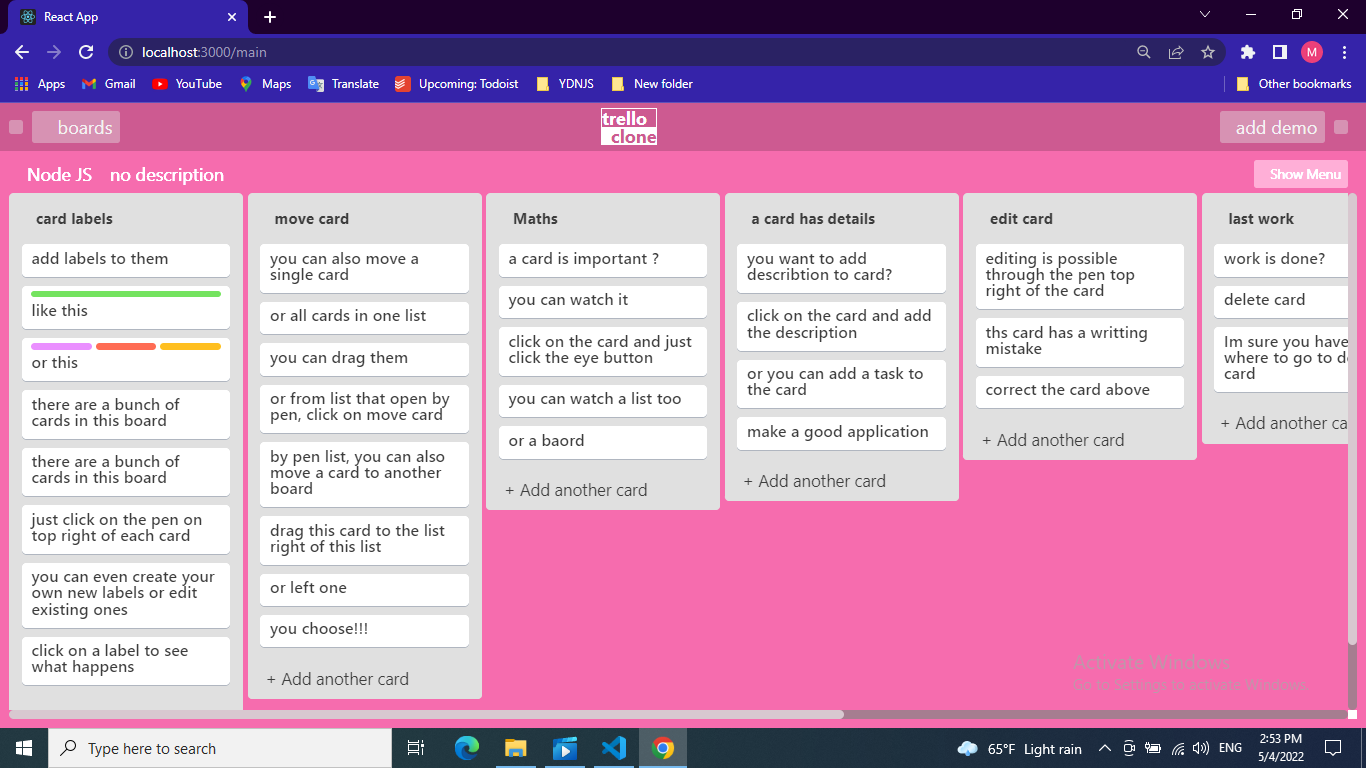 React App
localhost:3000/main
M
Apps
Gmail
YouTube
Maps
Translate
Upcoming: Todoist
YDNJS
New folder
Other bookmarks
boards
trello
clone
add demo
Node JS
no description
Show Menu
card labels
add labels to them
like this
or this
there are a bunch of
cards in this board
there are a bunch of
cards in this board
just click on the pen on
top right of each card
you can even create your
own new labels or edit
existing ones
click on a label to see
what happens
move card
you can also move a
single card
or all cards in one list
you can drag them
or from list that open by
pen, click on move card
by pen list, you can also
move a card to another
board
drag this card to the list
right of this list
or left one
you choose!!!
+ Add another card
Maths
a card is important ?
you can watch it
click on the card and just
click the eye button
you can watch a list too
or a baord
+ Add another card
a card has details
you want to add
describtion to card?
click on the card and add
the description
or you can add a task to
the card
make a good application
+ Add another card
edit card
editing is possible
through the pen top
right of the card
ths card has a writting
mistake
correct the card above
+ Add another card
last work
work is done?
delete card
Im sure you have
where to go to d
card
+ Add another ca
Activate Windows
Go to Settings to activate Windows.
Type here to search
65°F Light rain
ENG
2:53 PM
5/4/2022